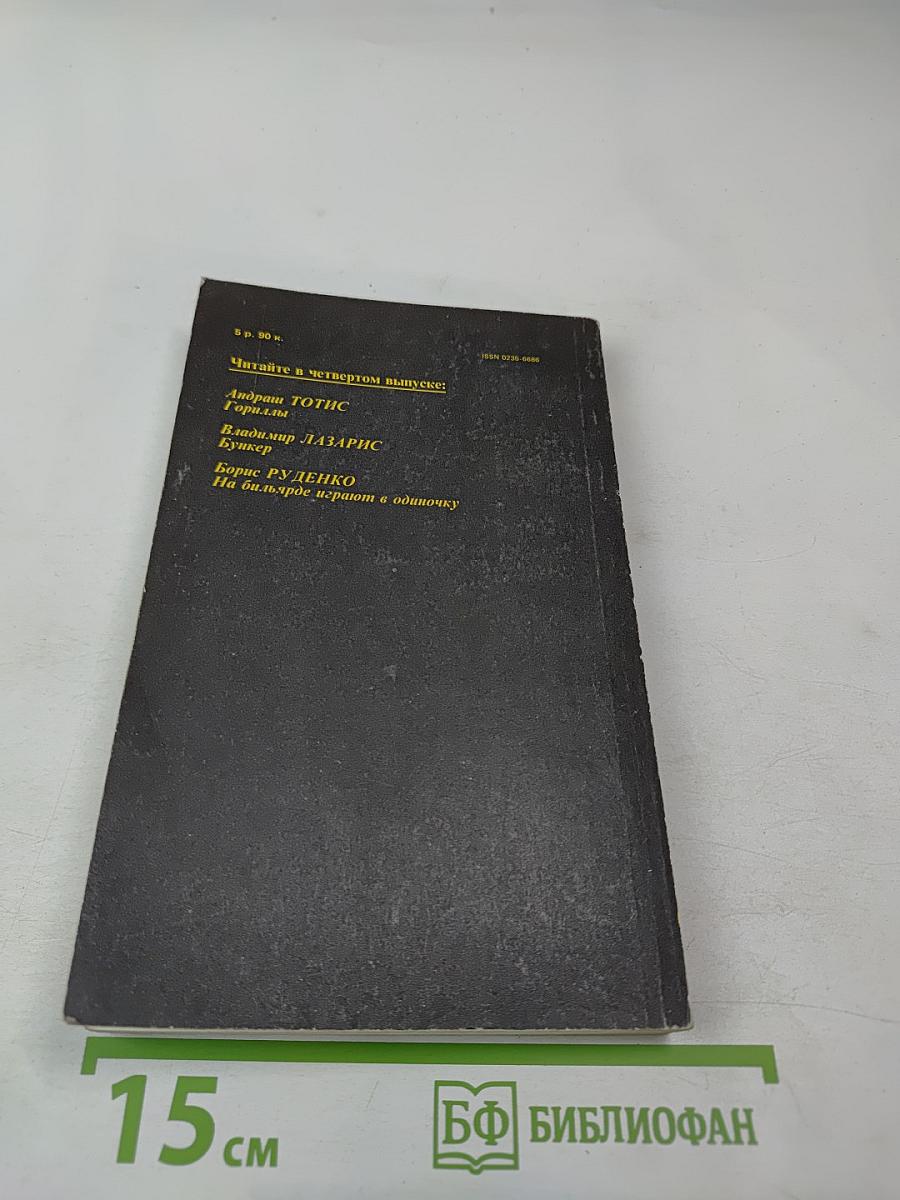 5 р. 90 к.
ISSN 0235-6686
Читайте в четвертом выпуске:
Андраш ТОТИС
Гориллы
Владимир ЛАЗАРИС
Бункер
Борис РУДЕНКО
На бильярде играют в одиночку
15 см
БФ БИБЛИОФАН